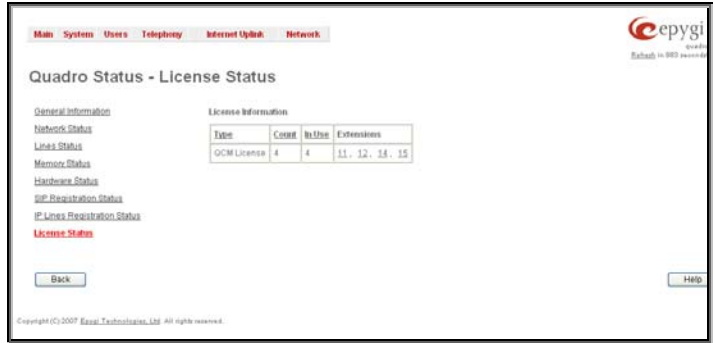 Main System Users Telephony Internet Uplink Network
epygi
quadro
Refresh in 883 seconds
Quadro Status - License Status
General Information
Network Status
Lines Status
Memory Status
Hardware Status
SIP Registration Status
IP Lines Registration Status
License Status
License Information
Type Count In Use Extensions
QCM License 4 4 11, 12, 14, 15
Back
Help
Copyright (C) 2007 Epygi Technologies, Ltd. All rights reserved.